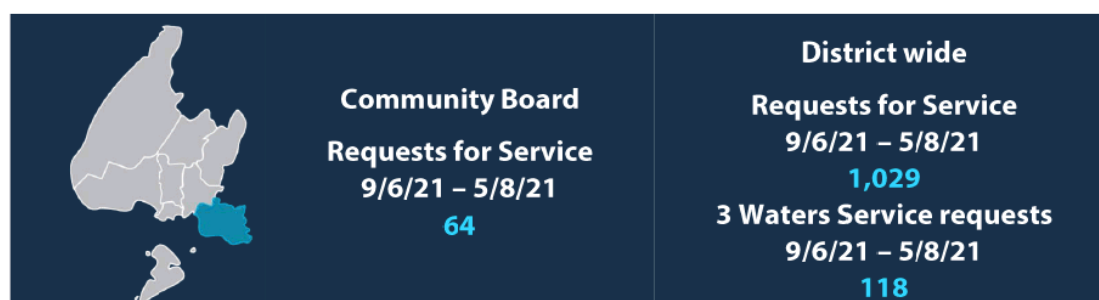 Community Board
Requests for Service
9/6/21 – 5/8/21
64
District wide
Requests for Service
9/6/21 – 5/8/21
1,029
3 Waters Service requests
9/6/21 – 5/8/21
118